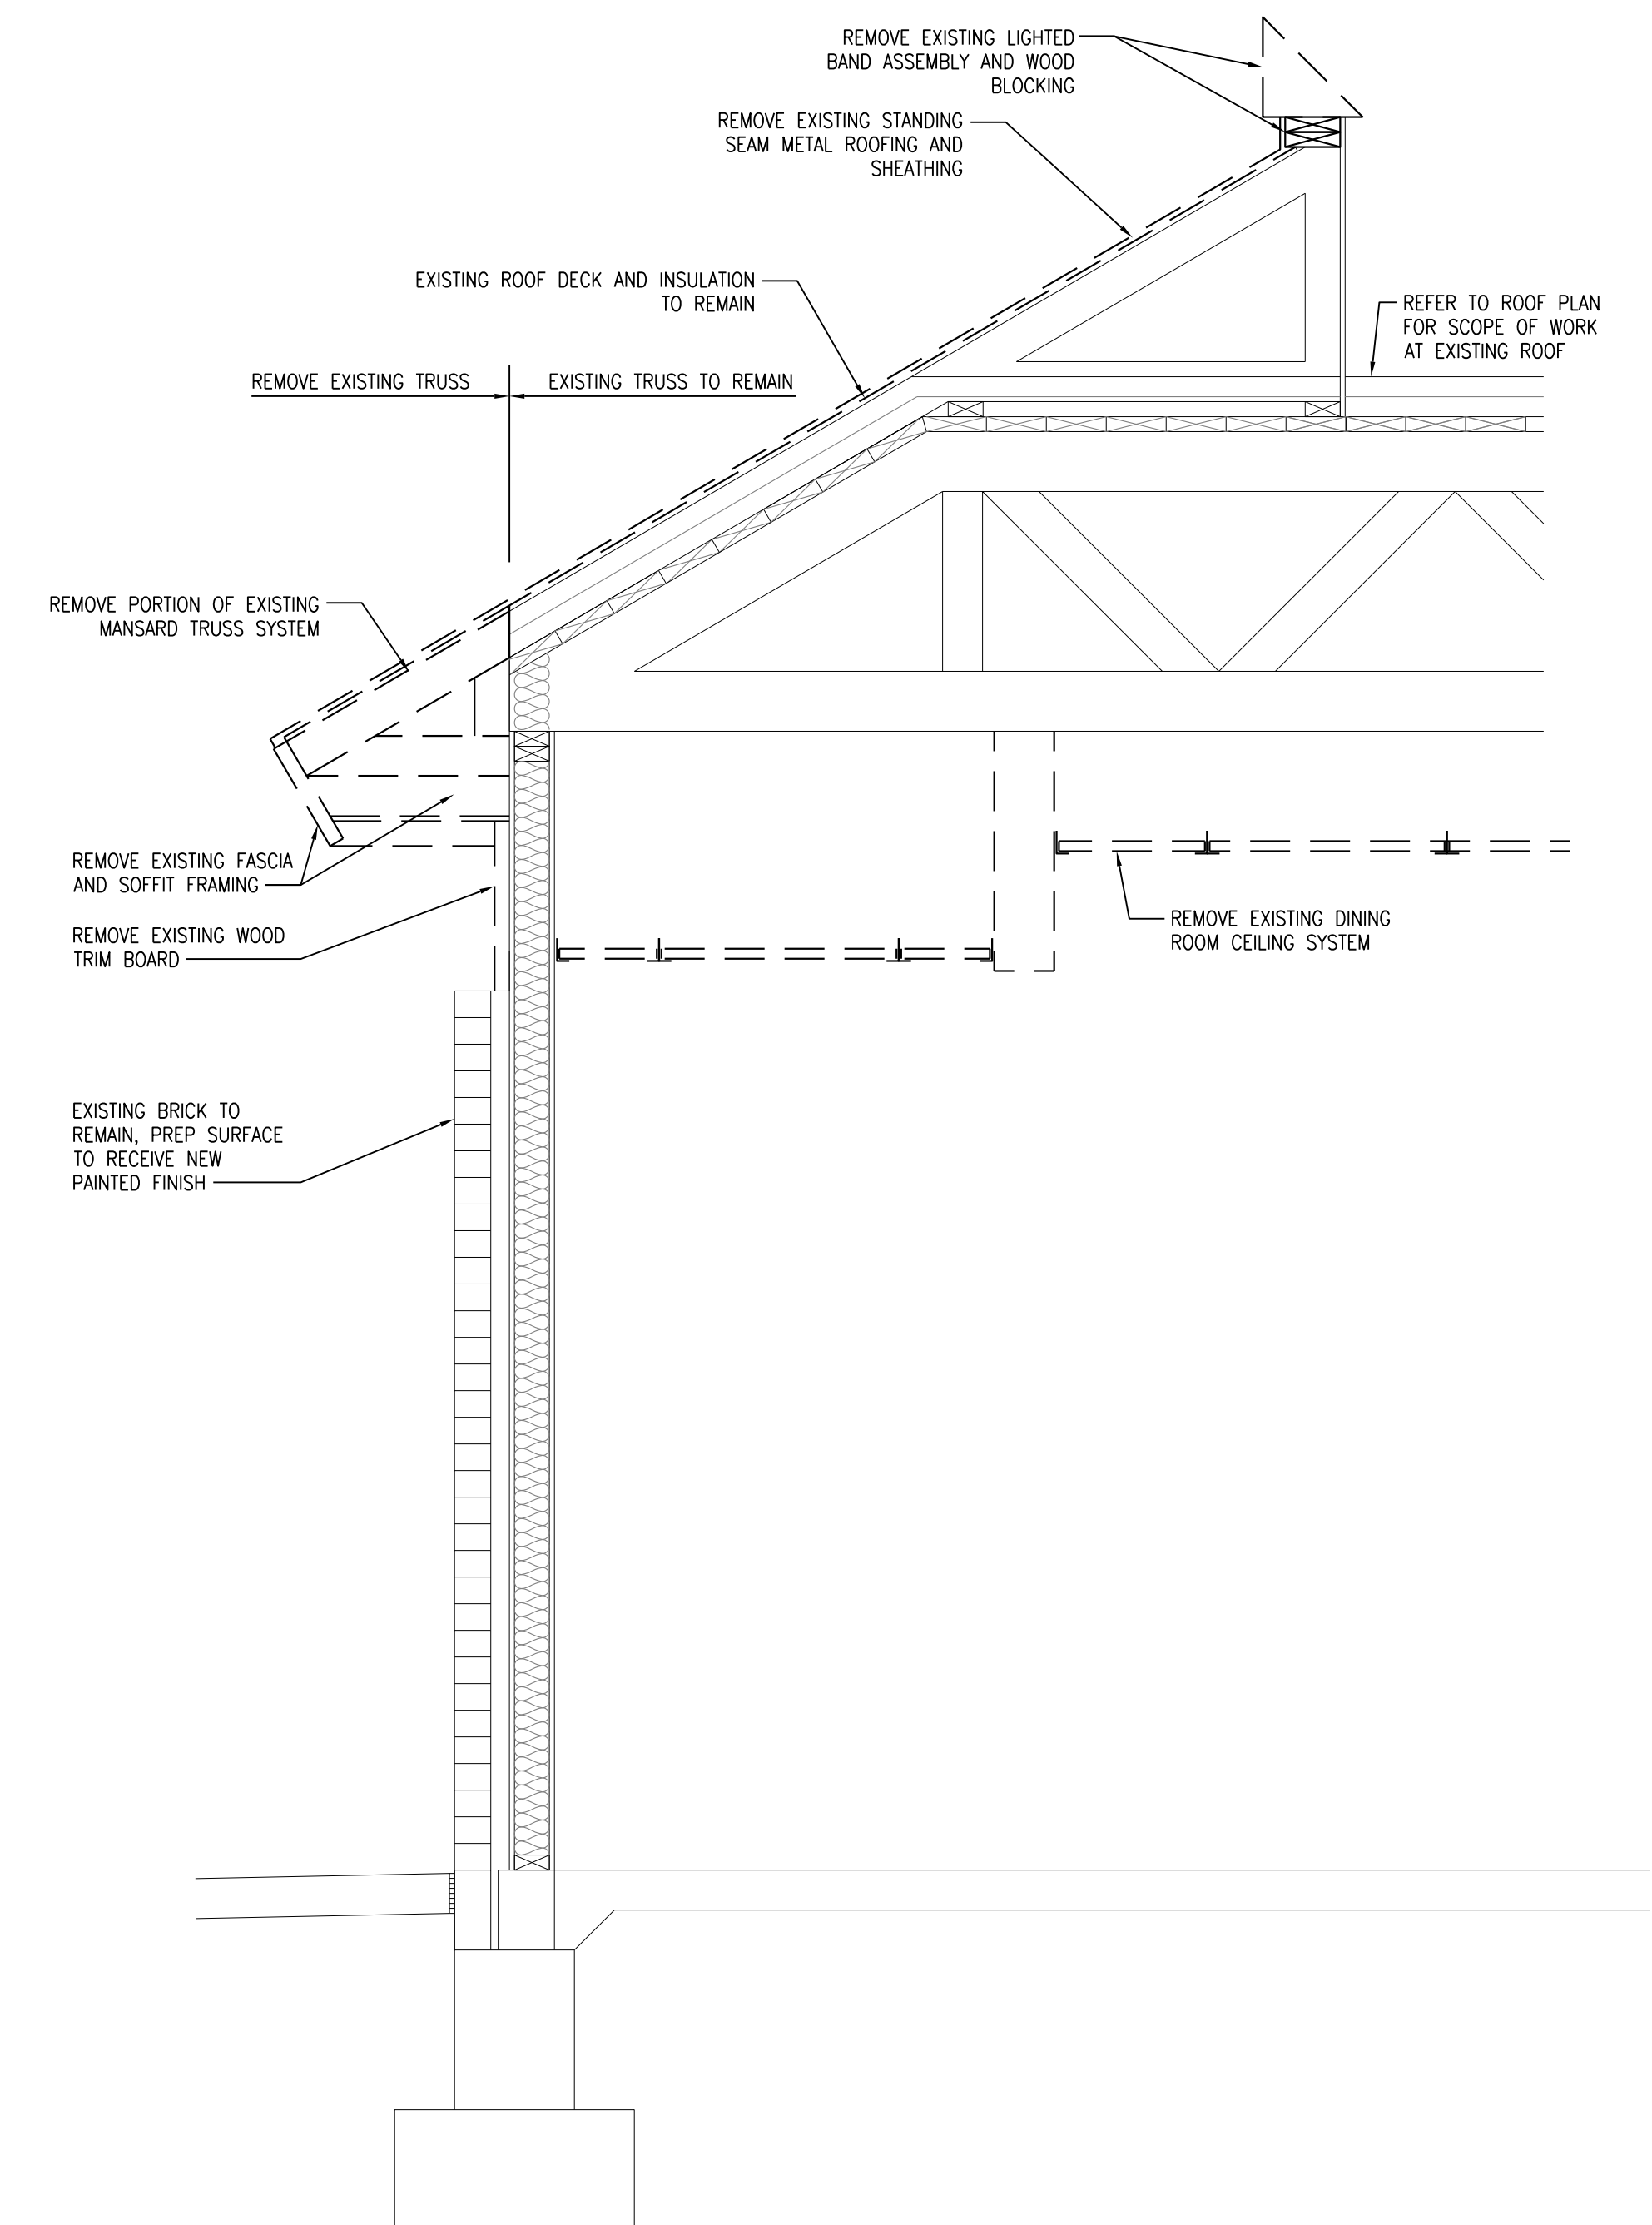 REMOVE EXISTING LIGHTED
BAND ASSEMBLY AND WOOD
BLOCKING
REMOVE EXISTING STANDING
SEAM METAL ROOFING AND
SHEATHING
EXISTING ROOF DECK AND INSULATION
TO REMAIN
REFER TO ROOF PLAN
FOR SCOPE OF WORK
AT EXISTING ROOF
REMOVE EXISTING TRUSS
EXISTING TRUSS TO REMAIN
REMOVE PORTION OF EXISTING
MANSARD TRUSS SYSTEM
REMOVE EXISTING FASCIA
AND SOFFIT FRAMING
REMOVE EXISTING WOOD
TRIM BOARD
REMOVE EXISTING DINING
ROOM CEILING SYSTEM
EXISTING BRICK TO
REMAIN, PREP SURFACE
TO RECEIVE NEW
PAINTED FINISH